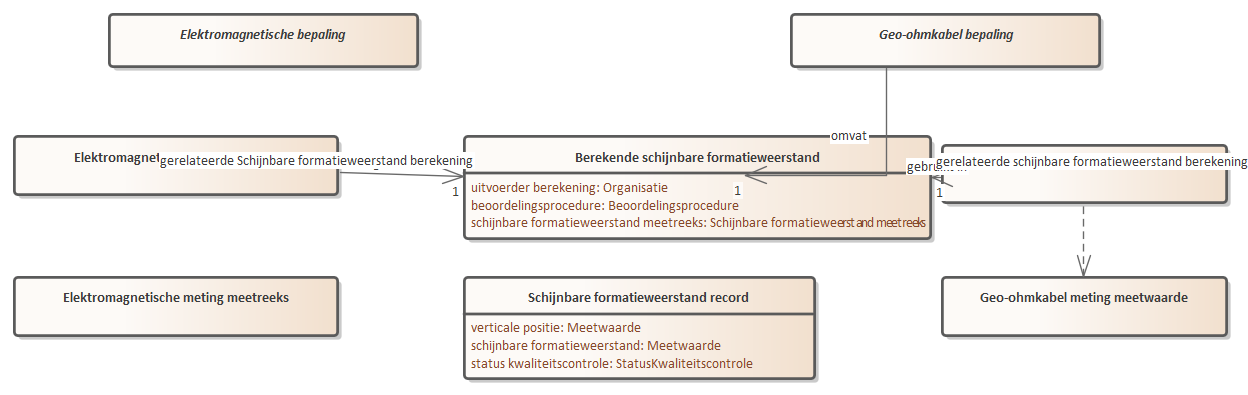 Elektromagnetische bepaling
Geo-ohmkabel bepaling
omvat
Berekende schijnbare formatieweerstand
gerelateerde Schijnbare formatieweerstand berekening
gerelateerde schijnbare formatieweerstand berekening
1
1
1
uitvoerder berekening: Organisatie
beoordelingsprocedure: Beoordelingsprocedure
schijnbare formatieweerstand meetreeks: Schijnbare formatieweerstand meetreeks
Elektromagnetische meting meetreeks
Schijnbare formatieweerstand record
Geo-ohmkabel meting meetwaarde
verticale positie: Meetwaarde
schijnbare formatieweerstand: Meetwaarde
status kwaliteitscontrole: StatusKwaliteitscontrole